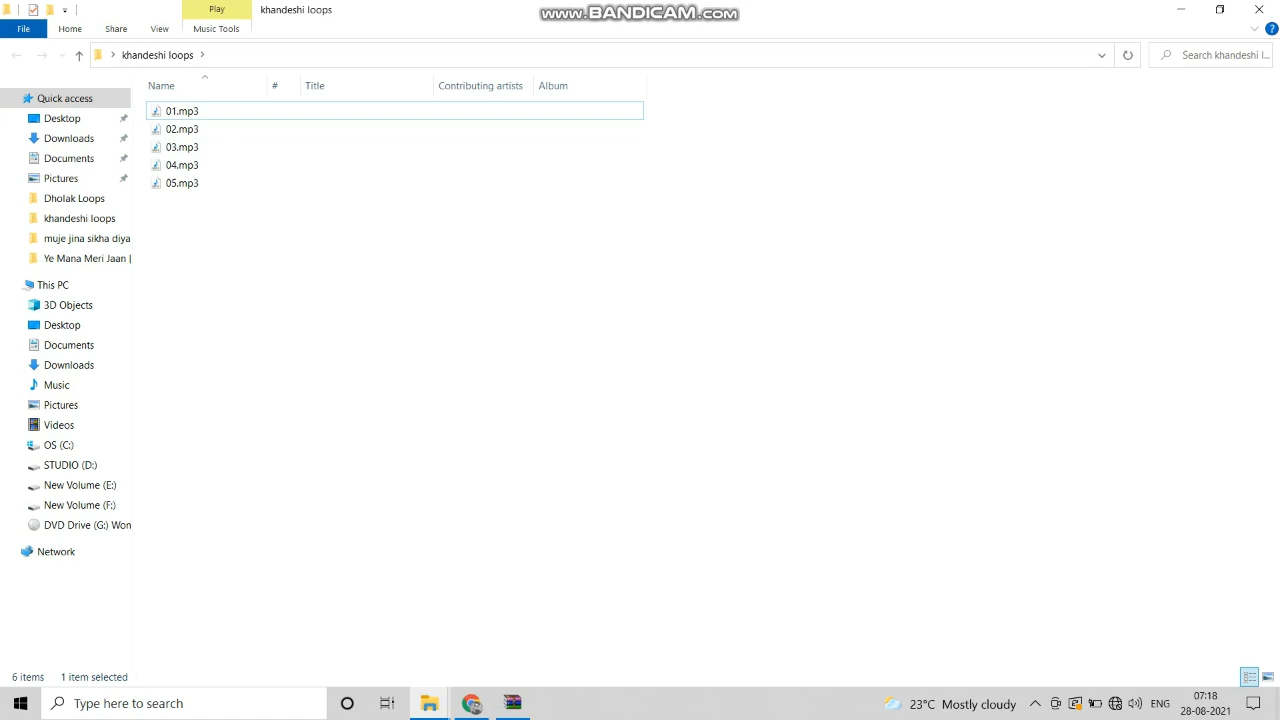 Play
khandeshi loops
www.BANDICAM.com
File
Home
Share
View
Music Tools
khandeshi loops
Search khandeshi l...
Name
#
Title
Contributing artists
Album
Quick access
Desktop
Downloads
Documents
Pictures
Dholak Loops
khandeshi loops
muje jina sikha diya
Ye Mana Meri Jaan |
This PC
3D Objects
Desktop
Documents
Downloads
Music
Pictures
Videos
OS (C:)
STUDIO (D:)
New Volume (E:)
New Volume (F:)
DVD Drive (G:) Won
Network
01.mp3
02.mp3
03.mp3
04.mp3
05.mp3
6 items
1 item selected
Type here to search
23°C Mostly cloudy
ENG
07:18
28-08-2021